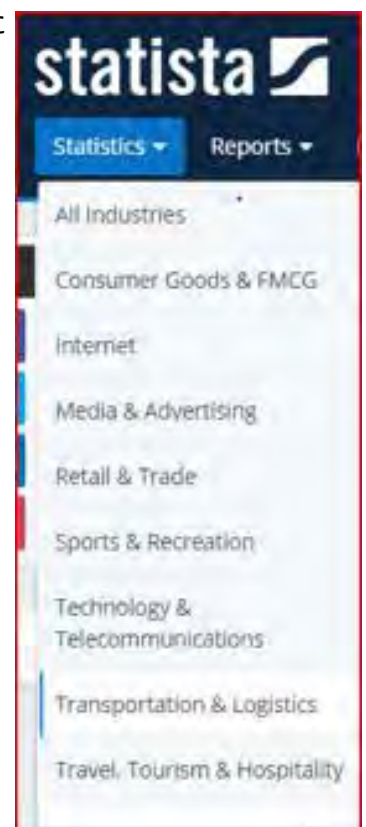 statista
Statistics Reports
All Industries
Consumer Goods & FMCG
Internet
Media & Advertising
Retail & Trade
Sports & Recreation
Technology &
Telecommunications
Transportation & Logistics
Travel, Tourism & Hospitality